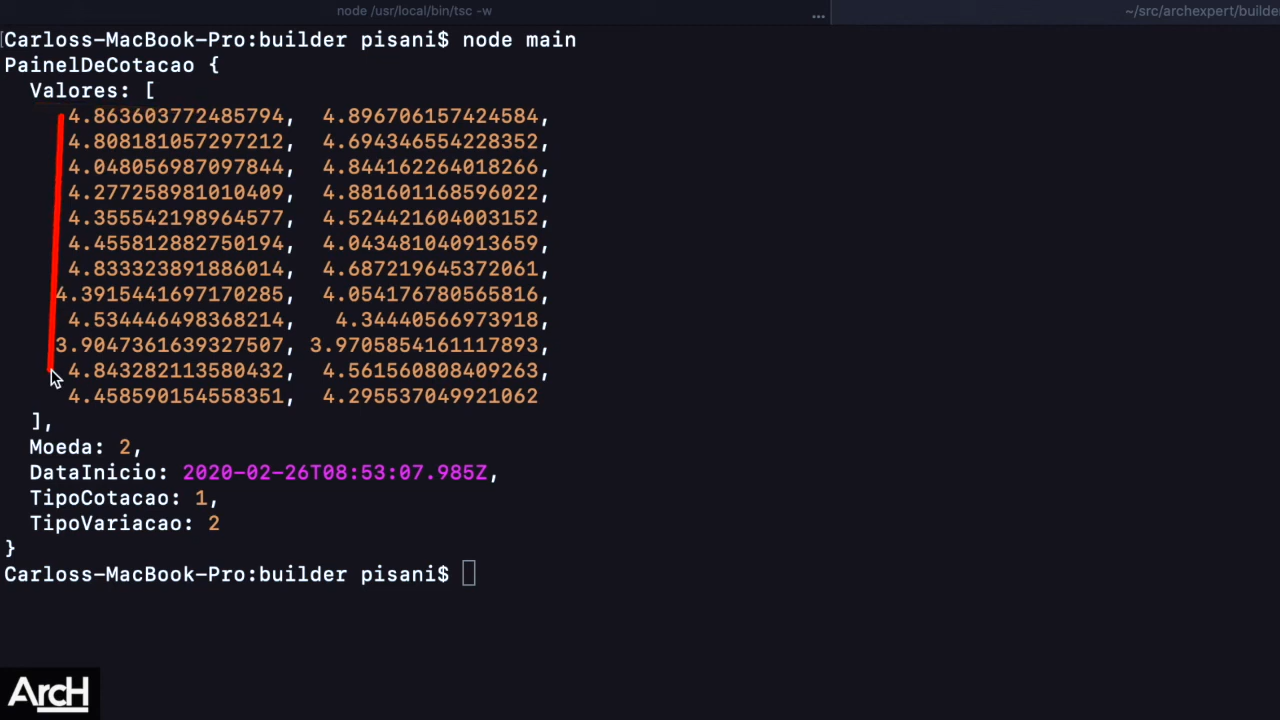 node /usr/local/bin/tsc -w ... ~/src/archexpert/builder
Carloss-MacBook-Pro:builder pisani$ node main
PainelDeCotacao {
Valores: [
4.863603772485794, 4.896706157424584,
4.808181057297212, 4.694346554228352,
4.048056987097844, 4.844162264018266,
4.277258981010409, 4.881601168596022,
4.355542198964577, 4.524421604003152,
4.455812882750194, 4.043481040913659,
4.833323891886014, 4.687219645372061,
4.3915441697170285, 4.054176780565816,
4.534446498368214, 4.34440566973918,
3.9047361639327507, 3.9705854161117893,
4.843282113580432, 4.561560808409263,
4.458590154558351, 4.295537049921062
],
Moeda: 2,
DataInicio: 2020-02-26T08:53:07.985Z,
TipoCotacao: 1,
TipoVariacao: 2
}
Carloss-MacBook-Pro:builder pisani$
ArcH